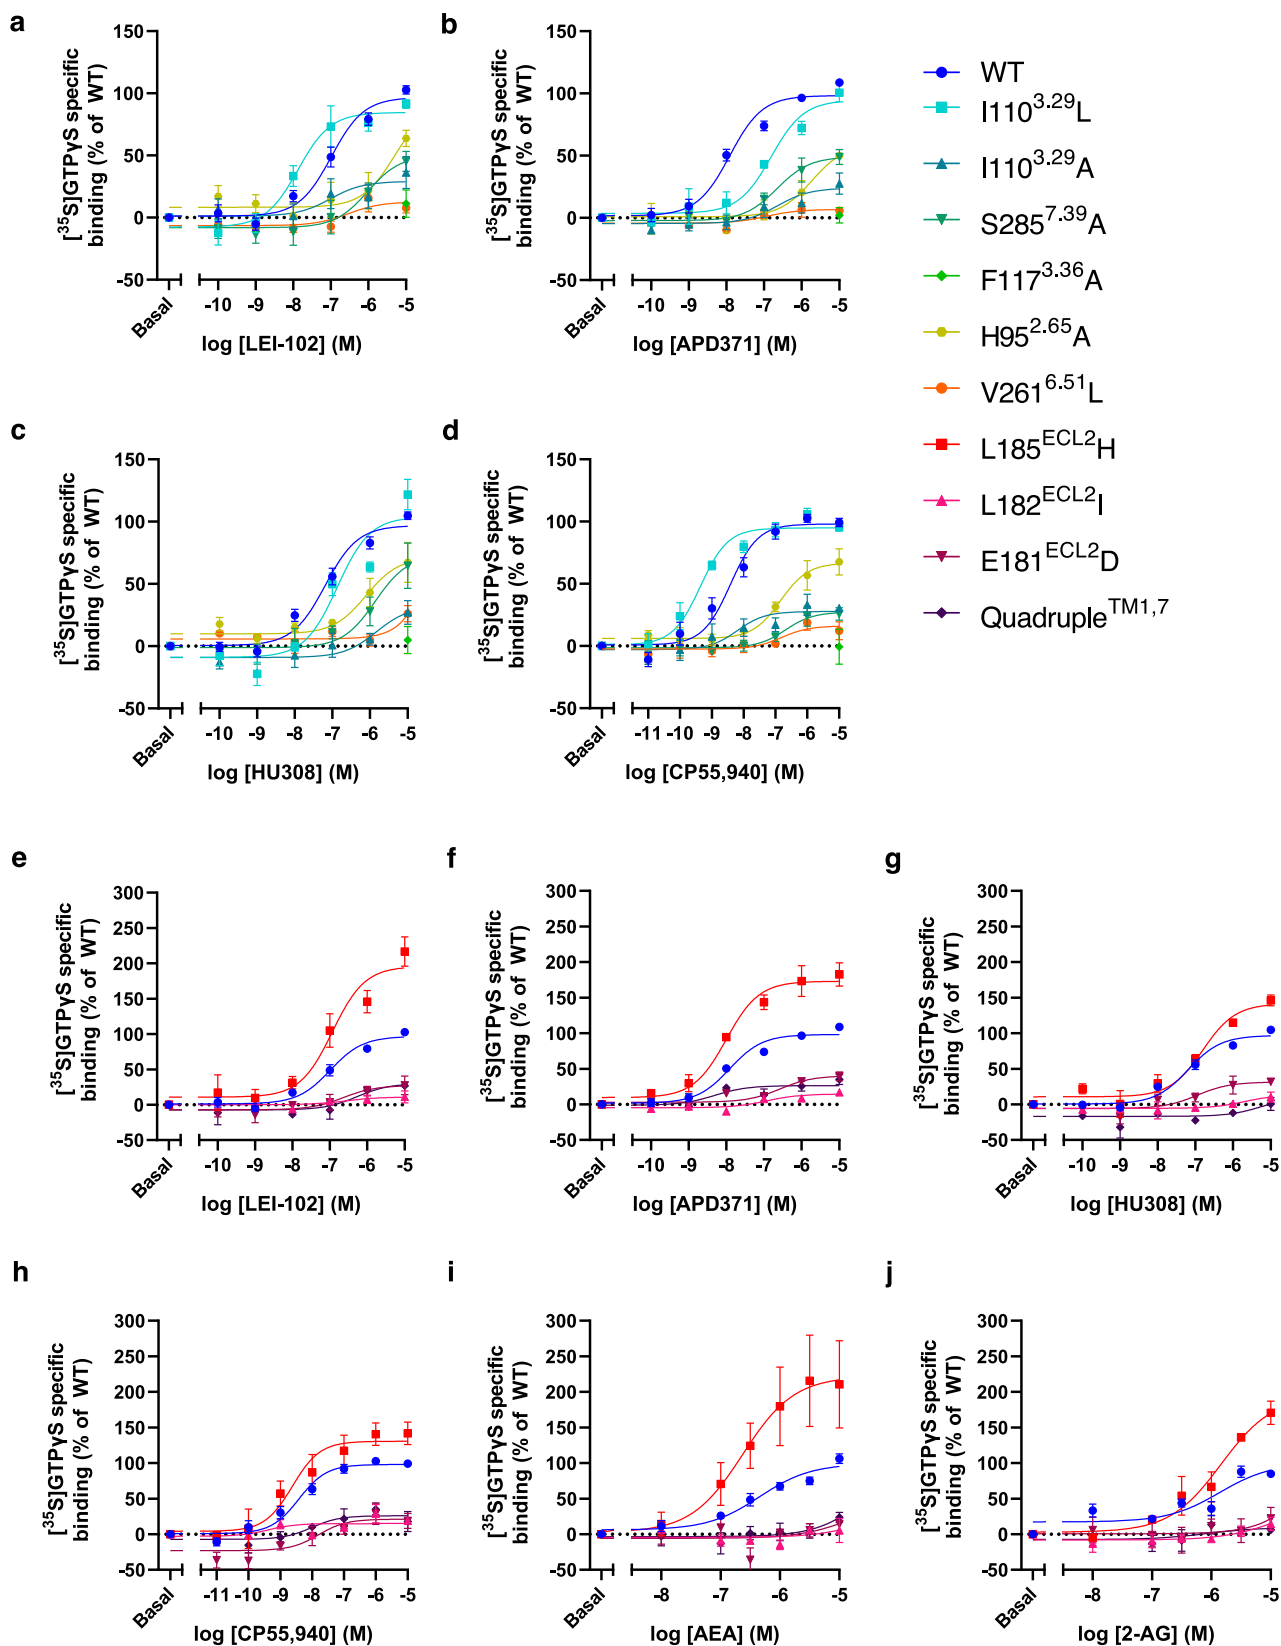 a
[³⁵S]GTPγS specific
binding (% of WT)
150
100
50
0
-50
Basal
-10
-9
-8
-7
-6
-5
log [LEI-102] (M)
b
[³⁵S]GTPγS specific
binding (% of WT)
150
100
50
0
-50
Basal
-10
-9
-8
-7
-6
-5
log [APD371] (M)
WT
I110³·²⁹L
I110³·²⁹A
S285⁷·³⁹A
F117³·³⁶A
H95²·⁶⁵A
V261⁶·⁵¹L
L185ᴱᶜᴸ²H
L182ᴱᶜᴸ²I
E181ᴱᶜᴸ²D
Quadrupleᵀᴹ¹,⁷
c
[³⁵S]GTPγS specific
binding (% of WT)
150
100
50
0
-50
Basal
-10
-9
-8
-7
-6
-5
log [HU308] (M)
d
[³⁵S]GTPγS specific
binding (% of WT)
150
100
50
0
-50
Basal
-11
-10
-9
-8
-7
-6
-5
log [CP55,940] (M)
e
[³⁵S]GTPγS specific
binding (% of WT)
300
250
200
150
100
50
0
-50
Basal
-10
-9
-8
-7
-6
-5
log [LEI-102] (M)
f
[³⁵S]GTPγS specific
binding (% of WT)
300
250
200
150
100
50
0
-50
Basal
-10
-9
-8
-7
-6
-5
log [APD371] (M)
g
[³⁵S]GTPγS specific
binding (% of WT)
300
250
200
150
100
50
0
-50
Basal
-10
-9
-8
-7
-6
-5
log [HU308] (M)
h
[³⁵S]GTPγS specific
binding (% of WT)
300
250
200
150
100
50
0
-50
Basal
-11
-10
-9
-8
-7
-6
-5
log [CP55,940] (M)
i
[³⁵S]GTPγS specific
binding (% of WT)
300
250
200
150
100
50
0
-50
Basal
-8
-7
-6
-5
log [AEA] (M)
j
[³⁵S]GTPγS specific
binding (% of WT)
300
250
200
150
100
50
0
-50
Basal
-8
-7
-6
-5
log [2-AG] (M)